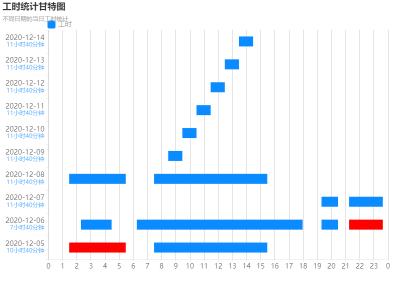 工时统计甘特图
不同日期的当日工时统计
工时
2020-12-14
11小时40分钟
2020-12-13
11小时40分钟
2020-12-12
11小时40分钟
2020-12-11
11小时40分钟
2020-12-10
11小时40分钟
2020-12-09
11小时40分钟
2020-12-08
11小时40分钟
2020-12-07
11小时40分钟
2020-12-06
7小时40分钟
2020-12-05
10小时40分钟
0 1 2 3 4 5 6 7 8 9 10 11 12 13 14 15 16 17 18 19 20 21 22 23 0